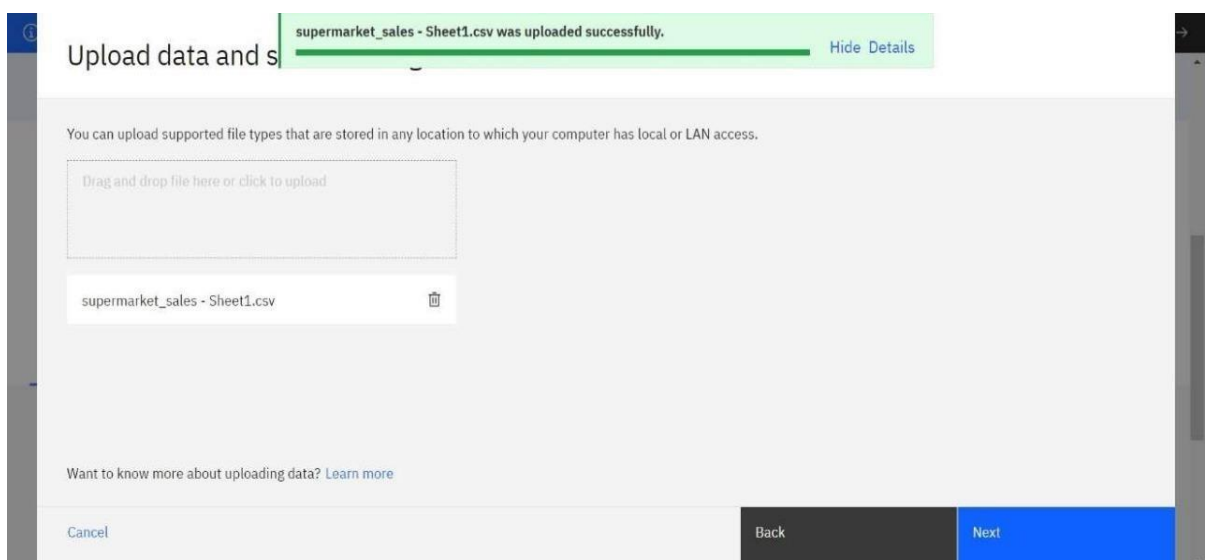 supermarket_sales - Sheet1.csv was uploaded successfully.
Hide Details
Upload data and s
You can upload supported file types that are stored in any location to which your computer has local or LAN access.
Drag and drop file here or click to upload
supermarket_sales - Sheet1.csv
Want to know more about uploading data? Learn more
Cancel
Back
Next